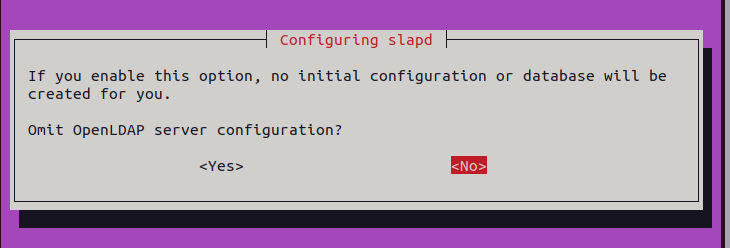 Configuring slapd
If you enable this option, no initial configuration or database will be
created for you.
Omit OpenLDAP server configuration?
<Yes> <No>